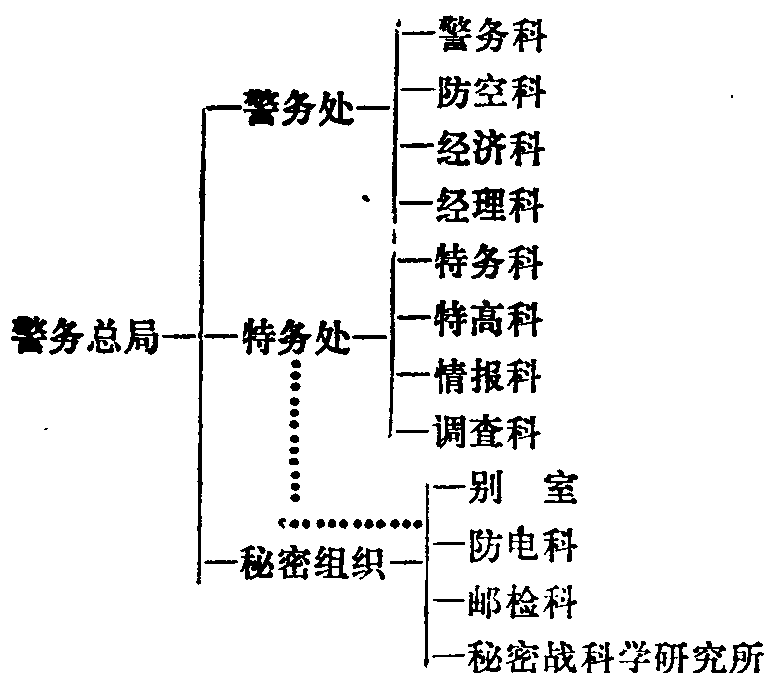 警务总局
警务处
警务科
防空科
经济科
经理科
特务处
特务科
特高科
情报科
调查科
秘密组织
别 室
防电科
邮检科
秘密战科学研究所